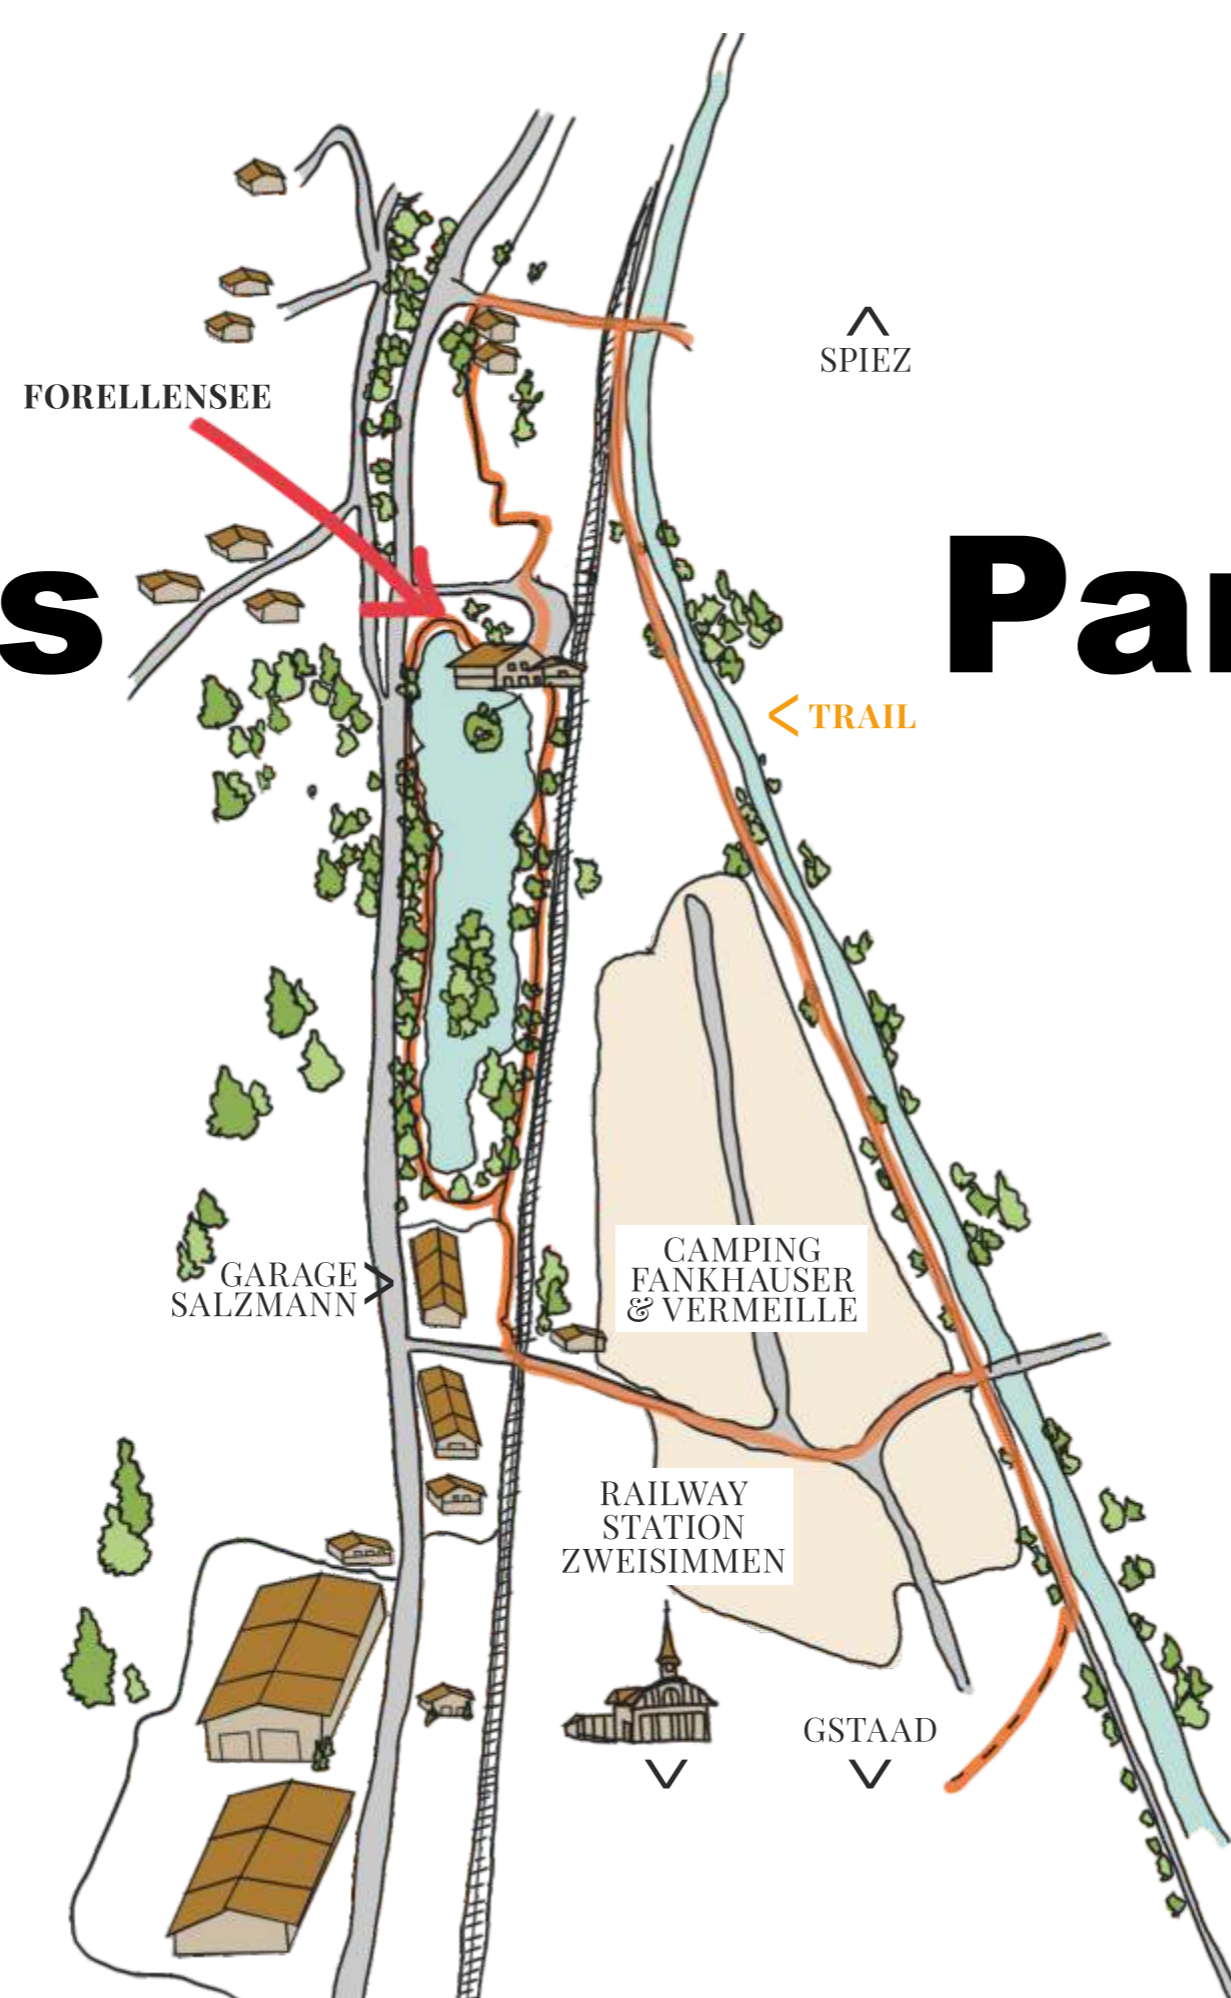 SPIEZ
FORELLENSEE
s
Par
TRAIL
GARAGE
SALZMANN
CAMPING
FANKHAUSER
& VERMEILLE
RAILWAY
STATION
ZWEISIMMEN
GSTAAD